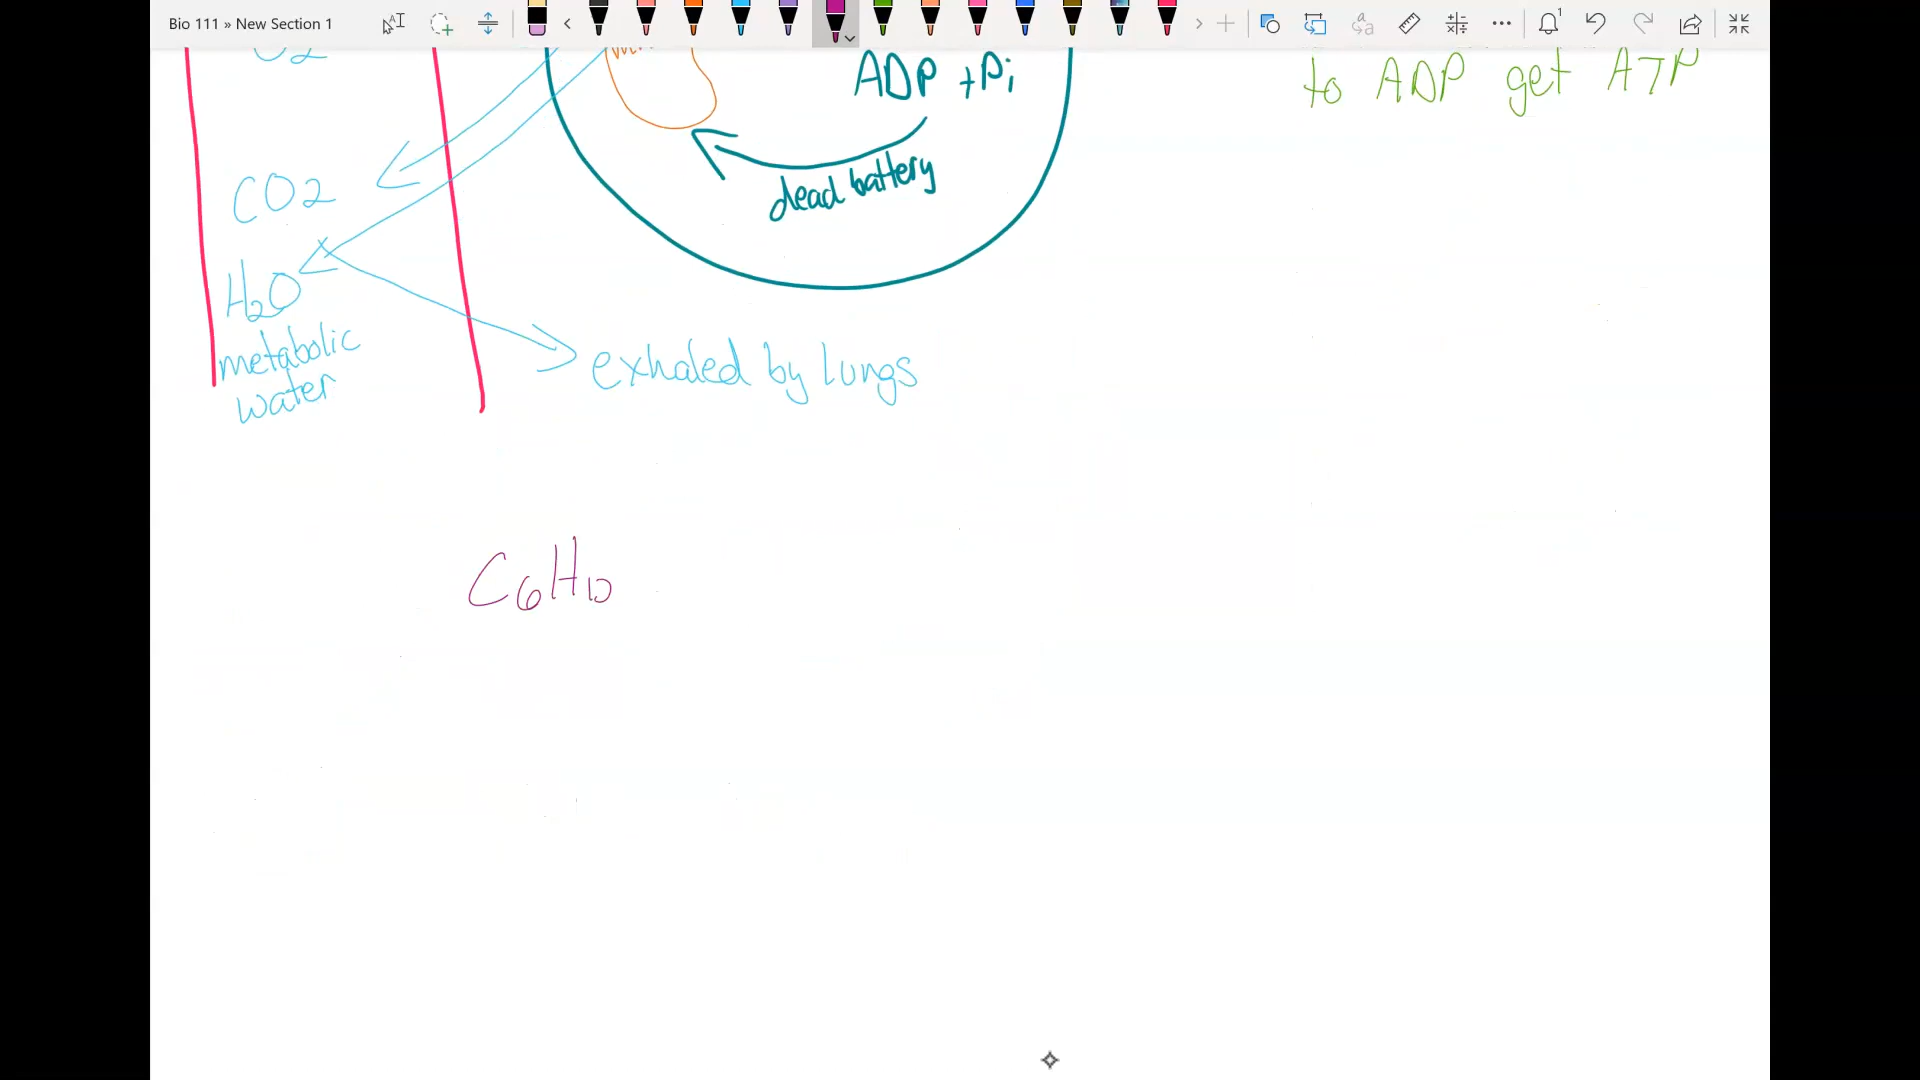 Bio 111 » New Section 1
to ADP get ATP
ADP +Pi
dead battery
CO2
H2O
metabolic
water
exhaled by lungs